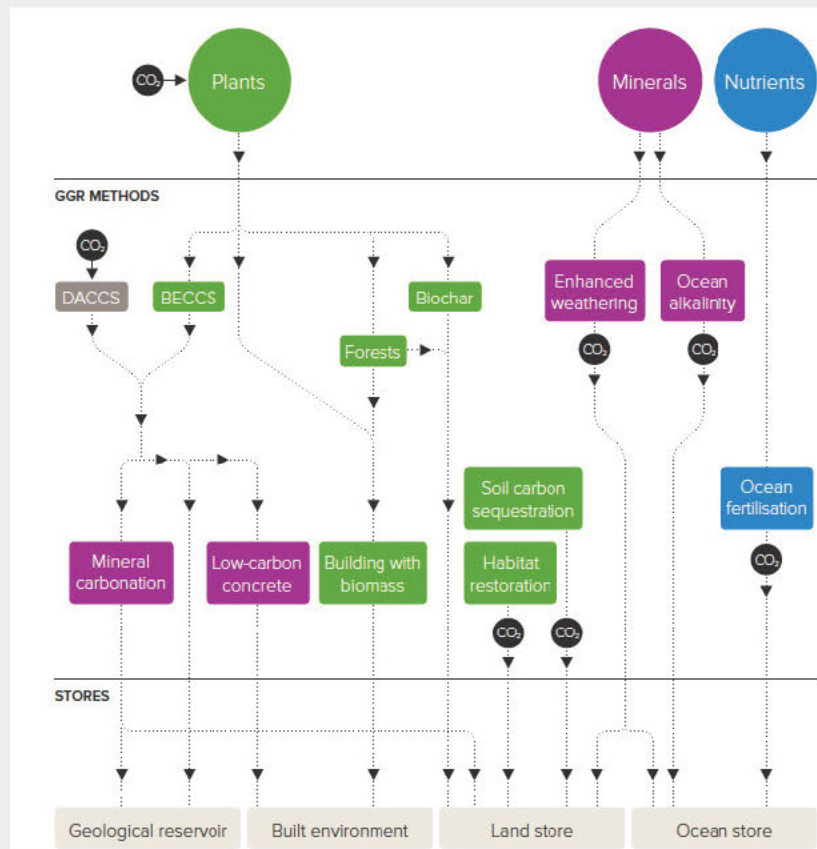 CO₂
Plants
Minerals
Nutrients
GGR METHODS
CO₂
DACCS
BECCS
Biochar
Enhanced
weathering
Ocean
alkalinity
Forests
CO₂
CO₂
Soil carbon
sequestration
Ocean
fertilisation
Mineral
carbonation
Low-carbon
concrete
Building with
biomass
Habitat
restoration
CO₂
CO₂
CO₂
STORES
Geological reservoir
Built environment
Land store
Ocean store